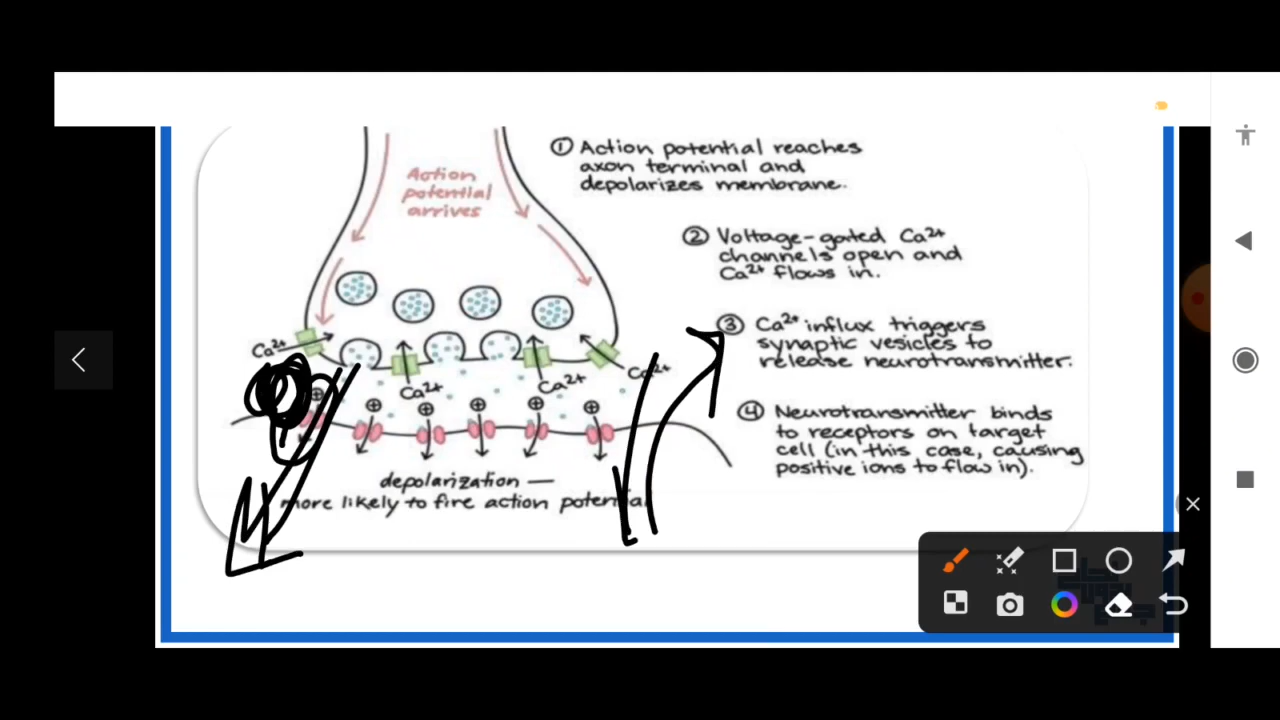 Action
potential
arrives
① Action potential reaches
axon terminal and
depolarizes membrane.
② Voltage-gated Ca²⁺
channels open and
Ca²⁺ flows in.
③ Ca²⁺ influx triggers
synaptic vesicles to
release neurotransmitter.
④ Neurotransmitter binds
to receptors on target
cell (in this case, causing
positive ions to flow in).
Ca²⁺
Ca²⁺
Ca²⁺
Ca²⁺
depolarization —
more likely to fire action potential